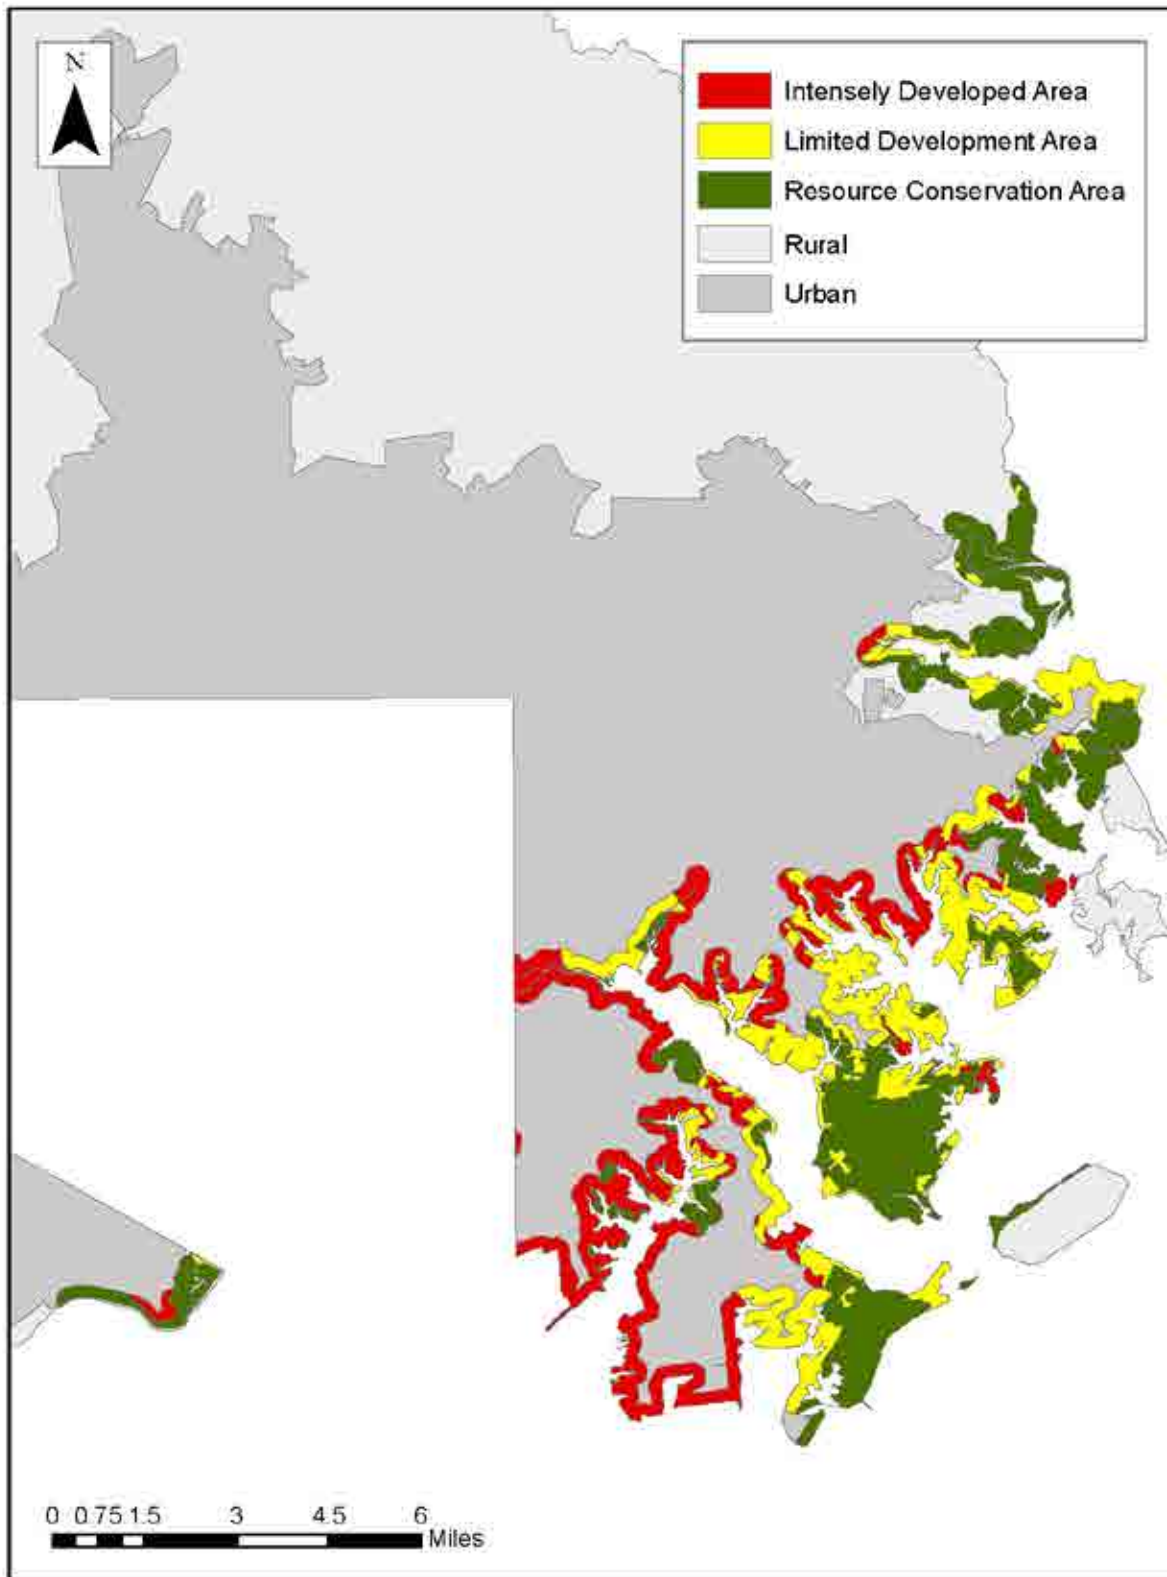 N
Intensely Developed Area
Limited Development Area
Resource Conservation Area
Rural
Urban
0 0.75 1.5 3 4.5 6
Miles